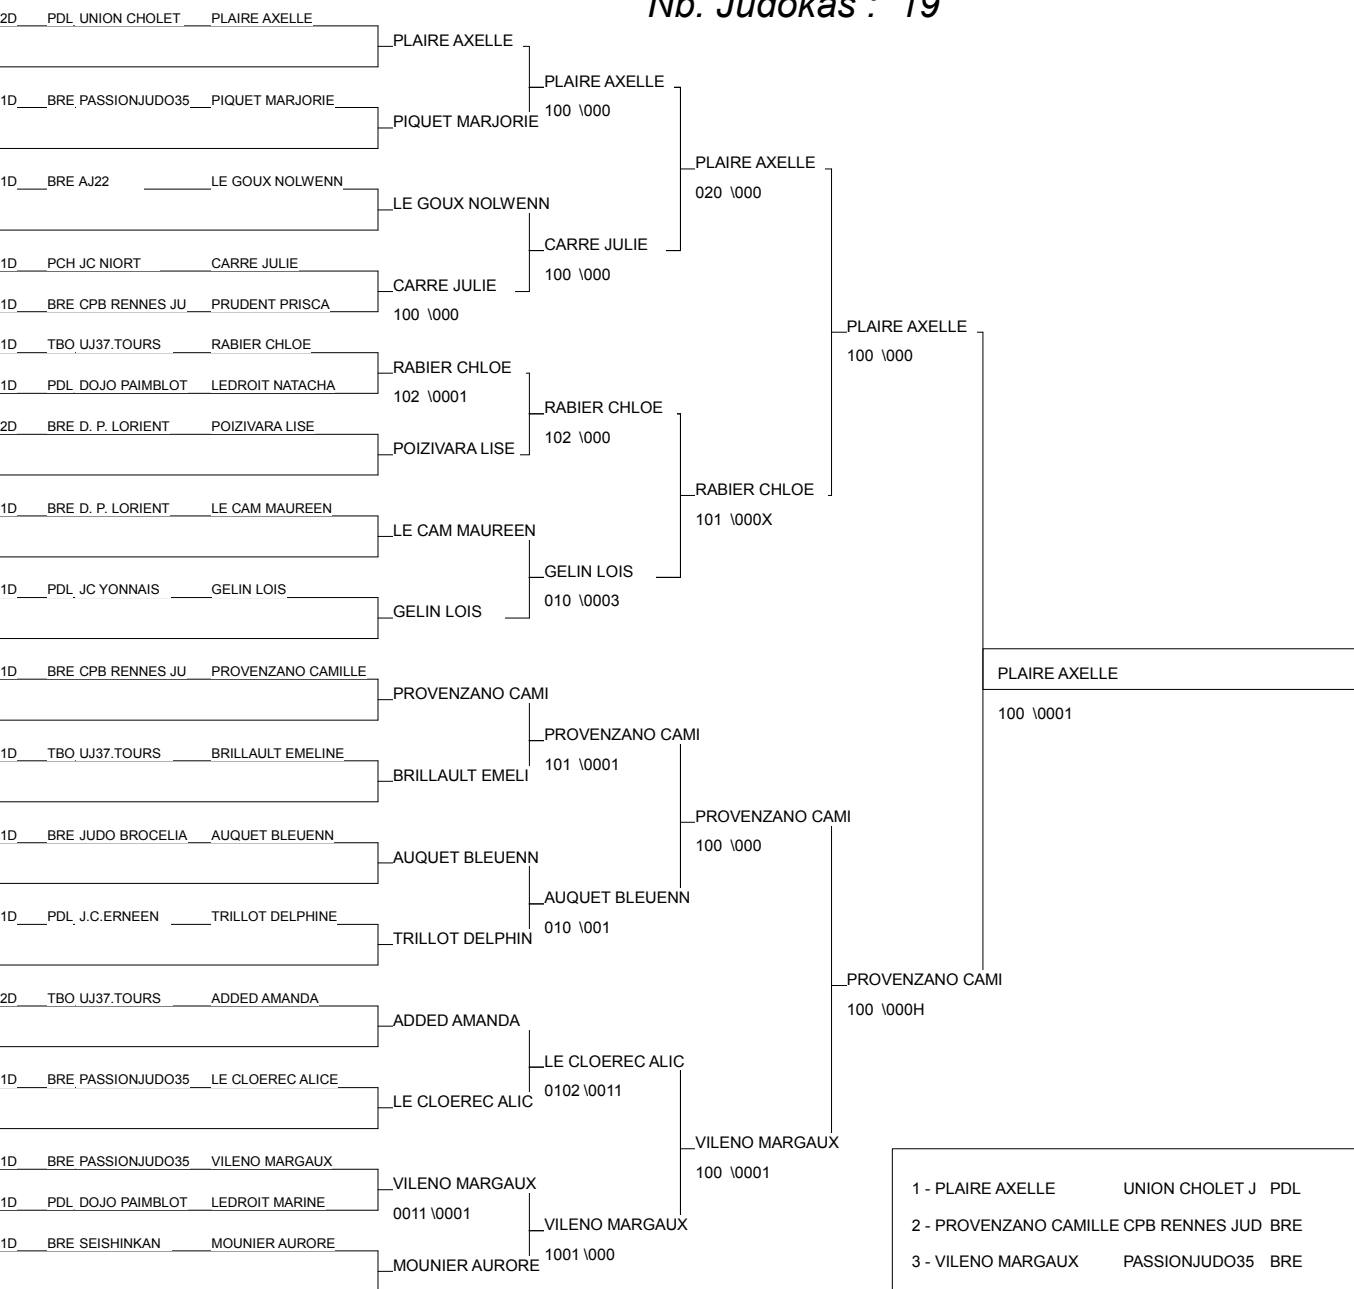 Nb. Judokas : 19
2D PDL UNION CHOLET PLAIRE AXELLE
PLAIRE AXELLE
PLAIRE AXELLE
1D BRE PASSIONJUDO35 PIQUET MARJORIE
100 \000
PIQUET MARJORIE
PLAIRE AXELLE
1D BRE AJ22 LE GOUX NOLWENN
020 \000
LE GOUX NOLWENN
CARRE JULIE
1D PCH JC NIORT CARRE JULIE
100 \000
CARRE JULIE
1D BRE CPB RENNES JU PRUDENT PRISCA
100 \000
PLAIRE AXELLE
1D TBO UJ37.TOURS RABIER CHLOE
100 \000
RABIER CHLOE
1D PDL DOJO PAIMBLOT LEDROIT NATACHA
102 \0001
RABIER CHLOE
2D BRE D. P. LORIENT POIZIVARA LISE
102 \000
POIZIVARA LISE
RABIER CHLOE
1D BRE D. P. LORIENT LE CAM MAUREEN
101 \000X
LE CAM MAUREEN
GELIN LOIS
1D PDL JC YONNAIS GELIN LOIS
010 \0003
GELIN LOIS
1D BRE CPB RENNES JU PROVENZANO CAMILLE
PLAIRE AXELLE
PROVENZANO CAMI
100 \0001
PROVENZANO CAMI
1D TBO UJ37.TOURS BRILLAULT EMELINE
101 \0001
BRILLAULT EMELI
PROVENZANO CAMI
1D BRE JUDO BROCELIA AUQUET BLEUENN
100 \000
AUQUET BLEUENN
AUQUET BLEUENN
1D PDL J.C.ERNEEN TRILLOT DELPHINE
010 \001
TRILLOT DELPHIN
PROVENZANO CAMI
2D TBO UJ37.TOURS ADDED AMANDA
100 \000H
ADDED AMANDA
LE CLOEREC ALIC
1D BRE PASSIONJUDO35 LE CLOEREC ALICE
0102 \0011
LE CLOEREC ALIC
VILENO MARGAUX
1D BRE PASSIONJUDO35 VILENO MARGAUX
100 \0001
VILENO MARGAUX
1D PDL DOJO PAIMBLOT LEDROIT MARINE
0011 \0001
VILENO MARGAUX
1D BRE SEISHINKAN MOUNIER AURORE
1001 \000
MOUNIER AURORE
1 - PLAIRE AXELLE UNION CHOLET J PDL
2 - PROVENZANO CAMILLE CPB RENNES JUD BRE
3 - VILENO MARGAUX PASSIONJUDO35 BRE